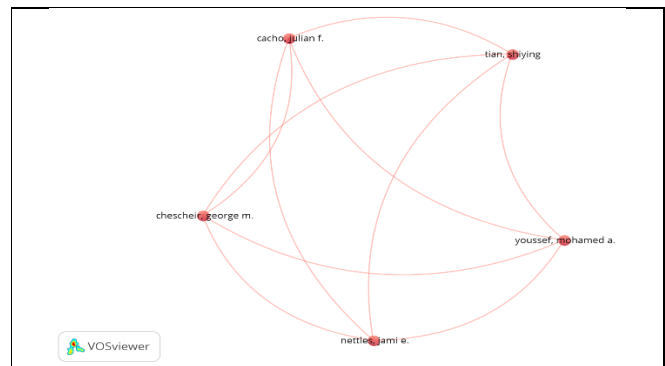 cacho, julian f.
tian, shiying
chescheir, george m.
youssef, mohamed a.
nettles, jami e.
VOSviewer